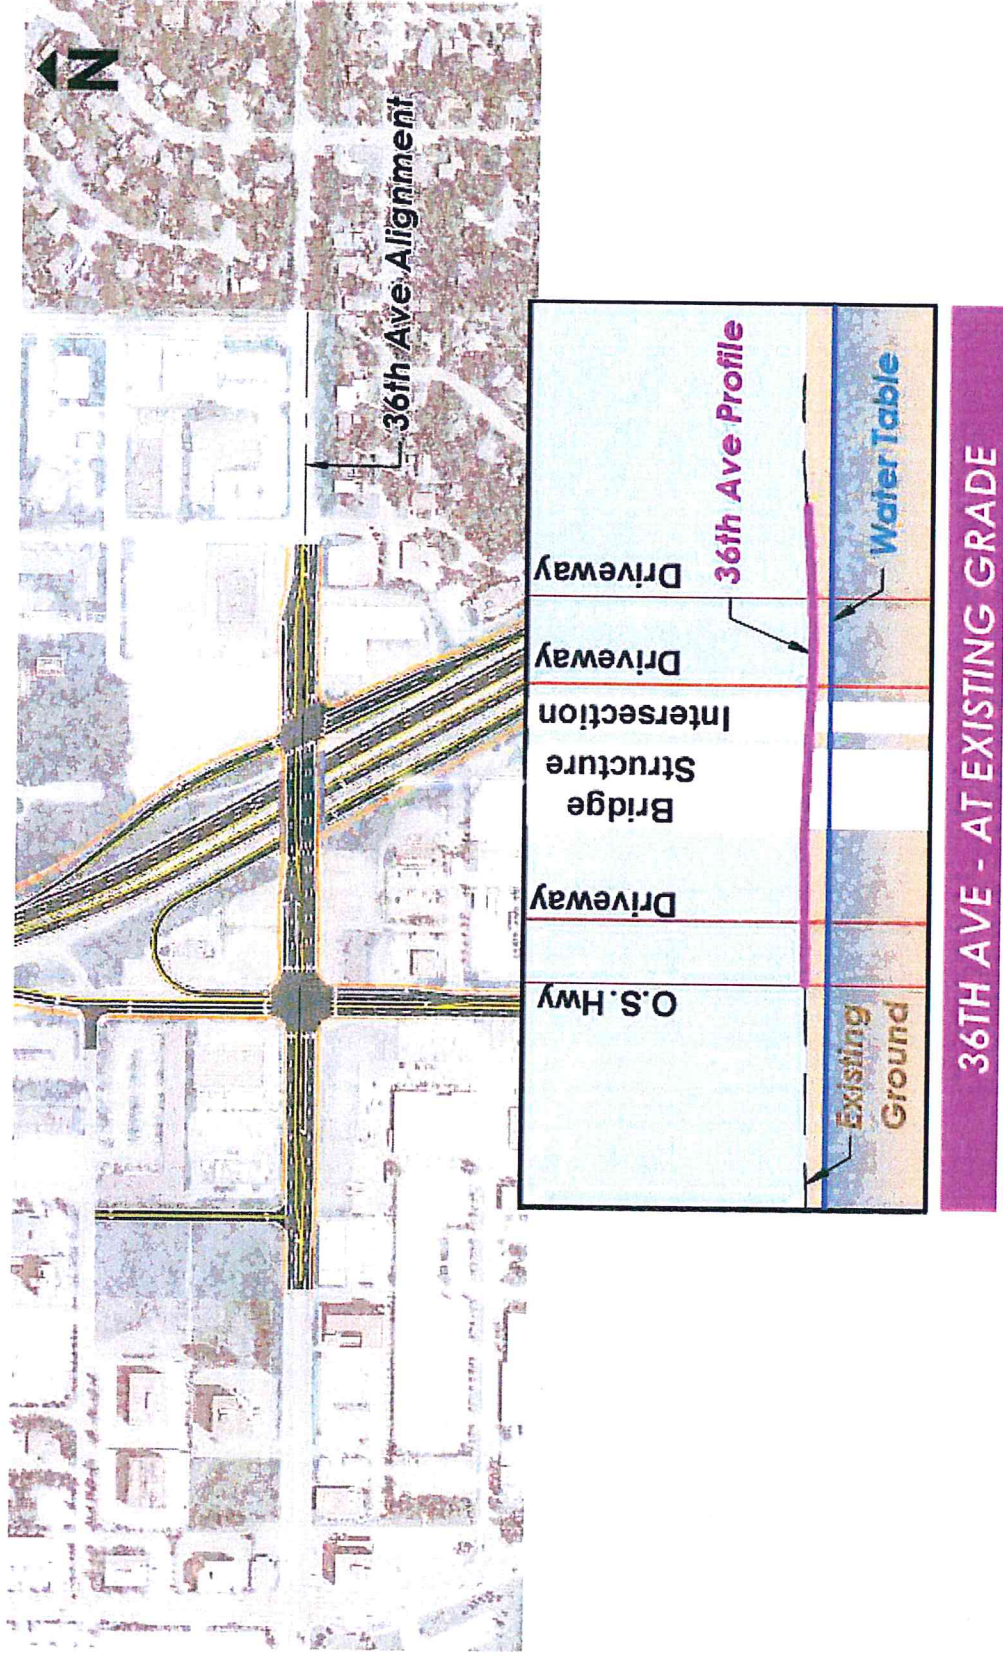 N
36th Ave Alignment
O.S. Hwy
Driveway
Bridge
Structure
Intersection
Driveway
Driveway
36th Ave Profile
Existing
Ground
Water Table
36TH AVE - AT EXISTING GRADE